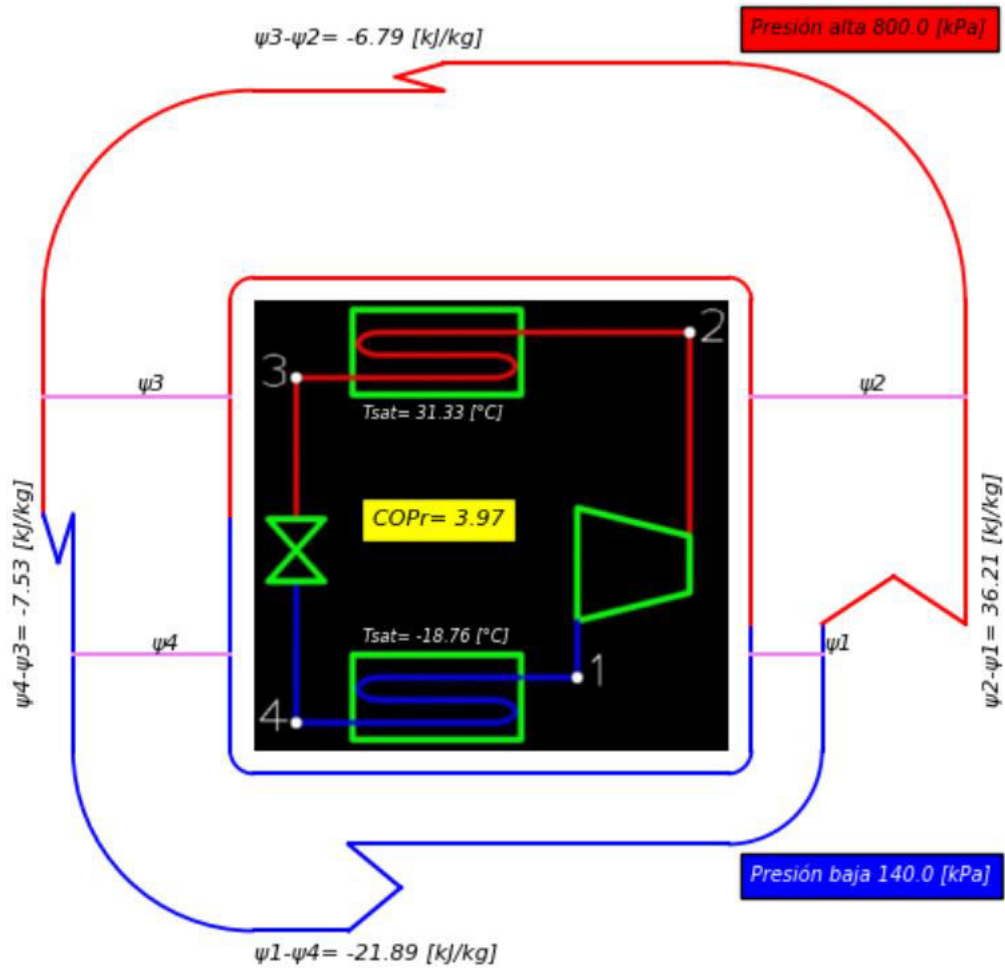 ψ3-ψ2= -6.79 [kJ/kg]
Presión alta 800.0 [kPa]
2
3
ψ3
ψ2
Tsat= 31.33 [°C]
COPr= 3.97
ψ4-ψ3= -7.53 [kJ/kg]
ψ2-ψ1= 36.21 [kJ/kg]
Tsat= -18.76 [°C]
ψ4
ψ1
1
4
Presión baja 140.0 [kPa]
ψ1-ψ4= -21.89 [kJ/kg]